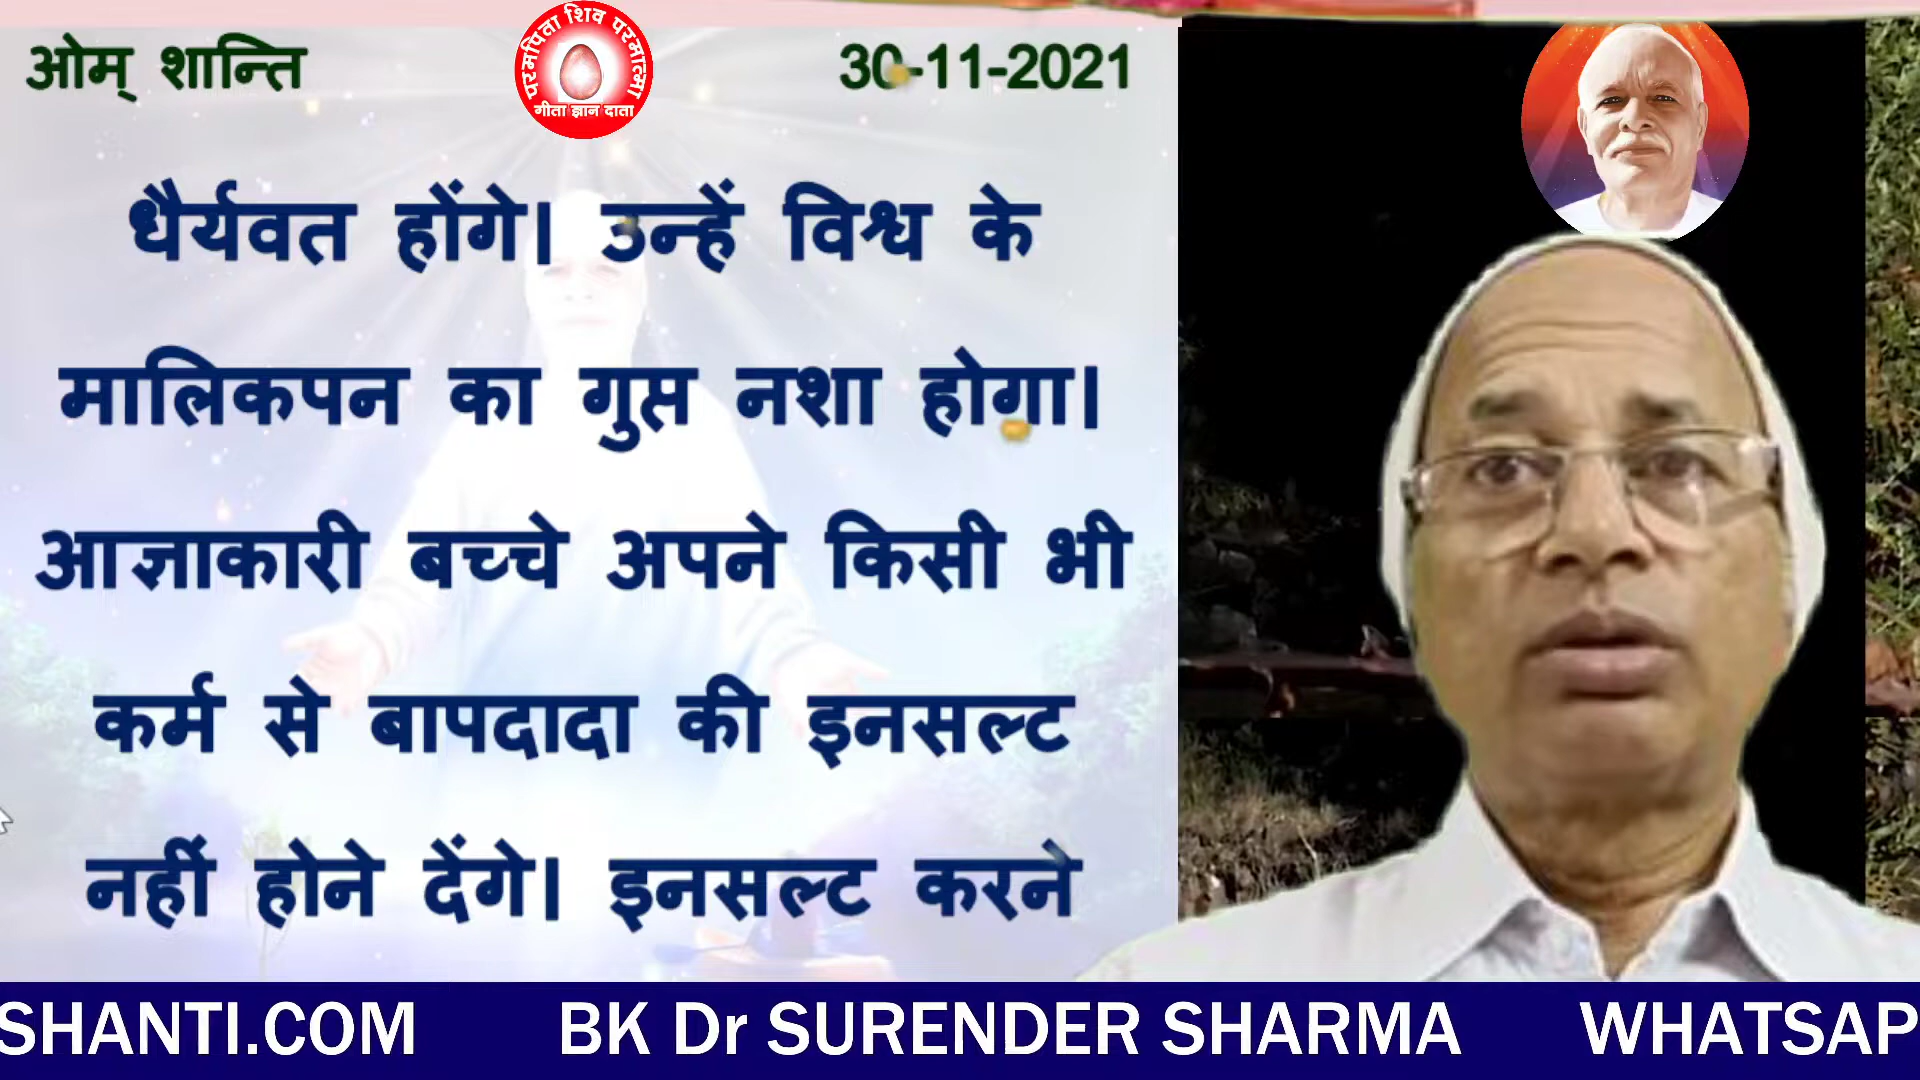 ओम् शान्ति
परमपिता शिव परमात्मा
गीता ज्ञान दाता
30-11-2021
धैर्यवत होंगे। उन्हें विश्व के
मालिकपन का गुप्त नशा होगा।
आज्ञाकारी बच्चे अपने किसी भी
कर्म से बापदादा की इनसल्ट
नहीं होने देंगे। इनसल्ट करने
SHANTI.COM BK Dr SURENDER SHARMA WHATSAP